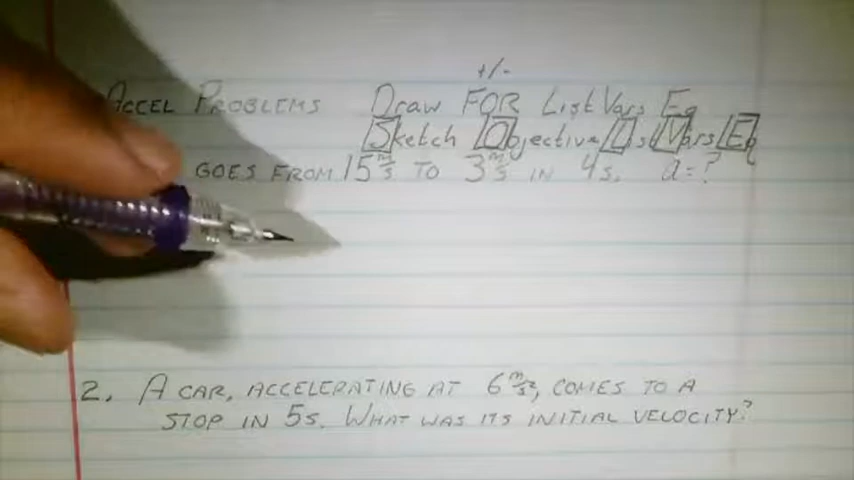 +/-
ACCEL PROBLEMS Draw FOR List Vars Eq
Sketch Objective List Vars Eq
GOES FROM 15 m/s TO 3 m/s IN 4s. a=?
2. A CAR, ACCELERATING AT 6 m/s², COMES TO A
STOP IN 5s. WHAT WAS ITS INITIAL VELOCITY?